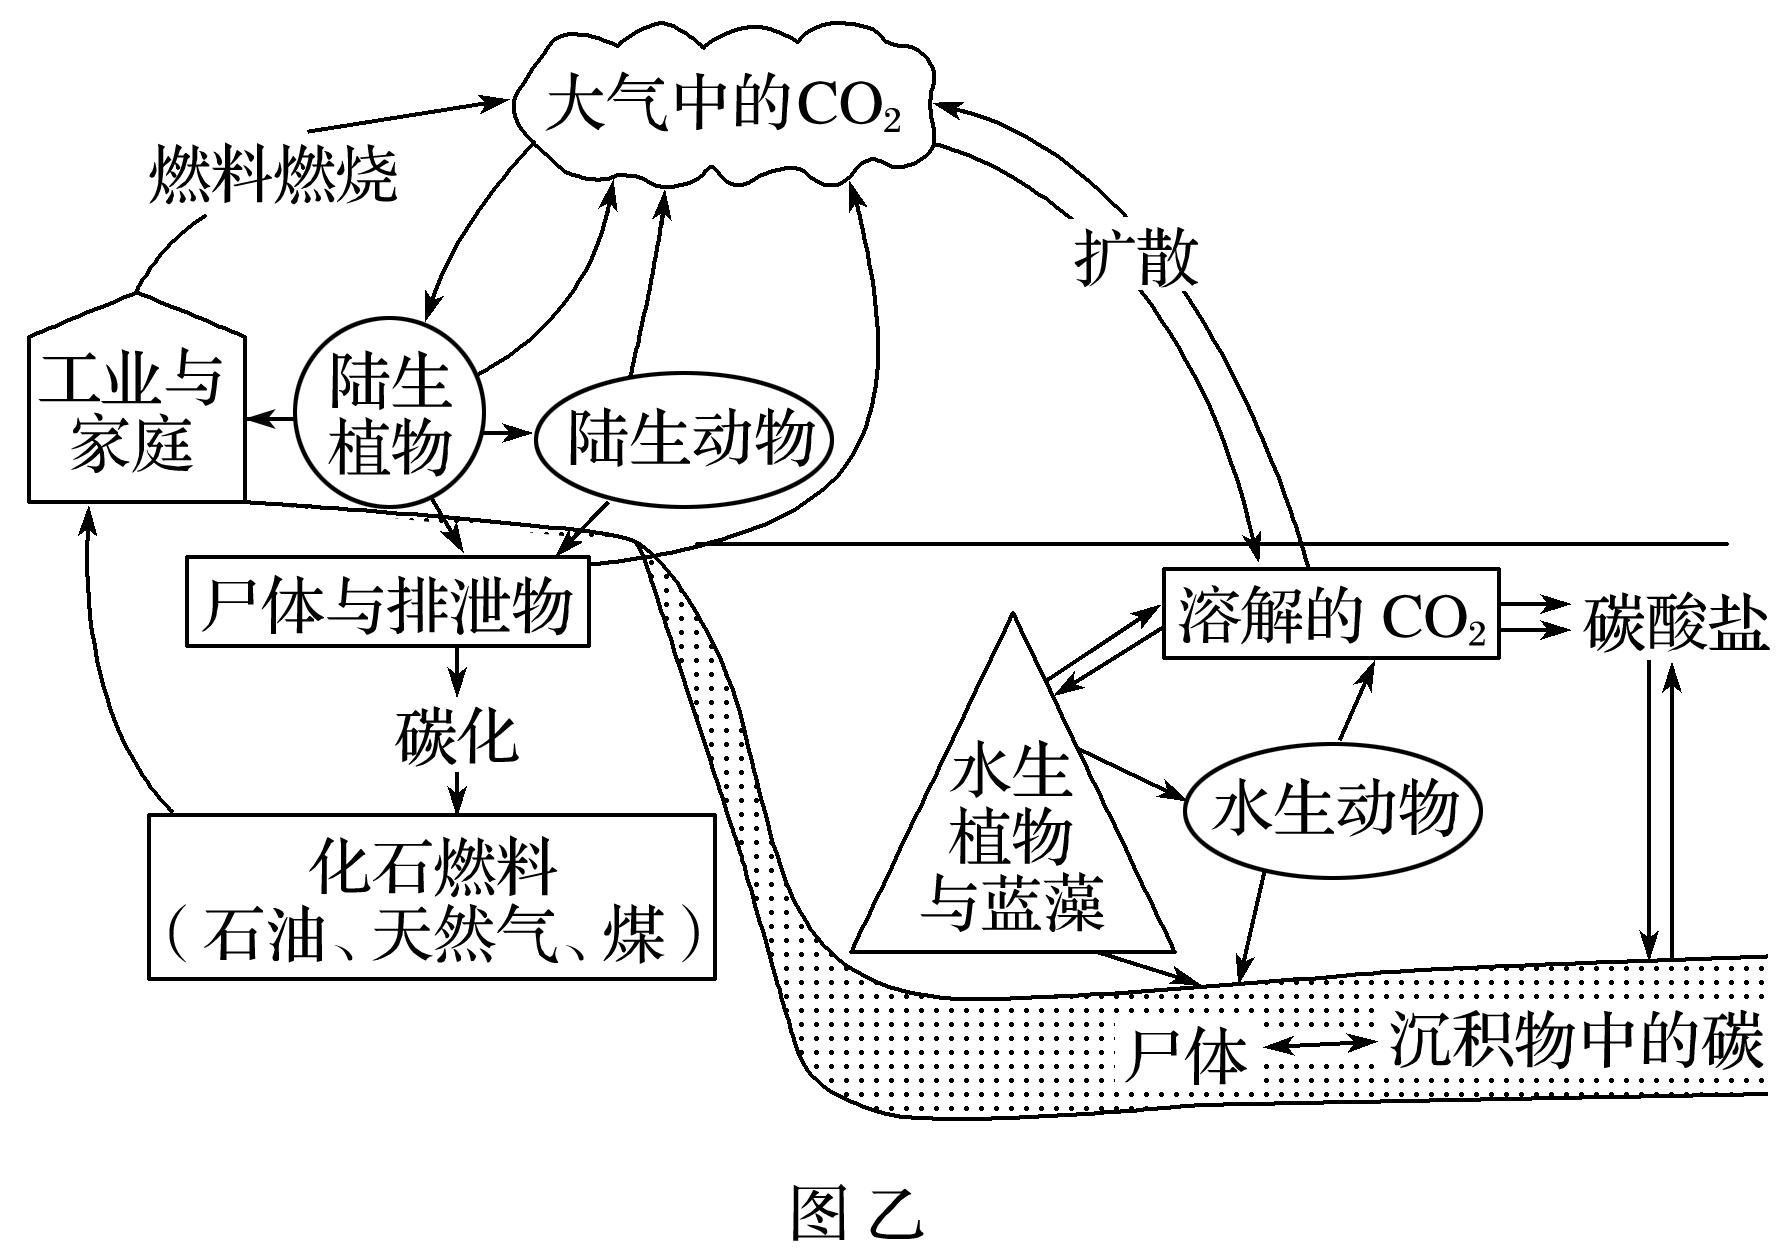 大气中的CO₂
燃料燃烧
扩散
工业与
家庭
陆生
植物
陆生动物
尸体与排泄物
溶解的 CO₂
碳酸盐
碳化
水生
植物
与蓝藻
水生动物
化石燃料
（石油、天然气、煤）
尸体
沉积物中的碳
图乙